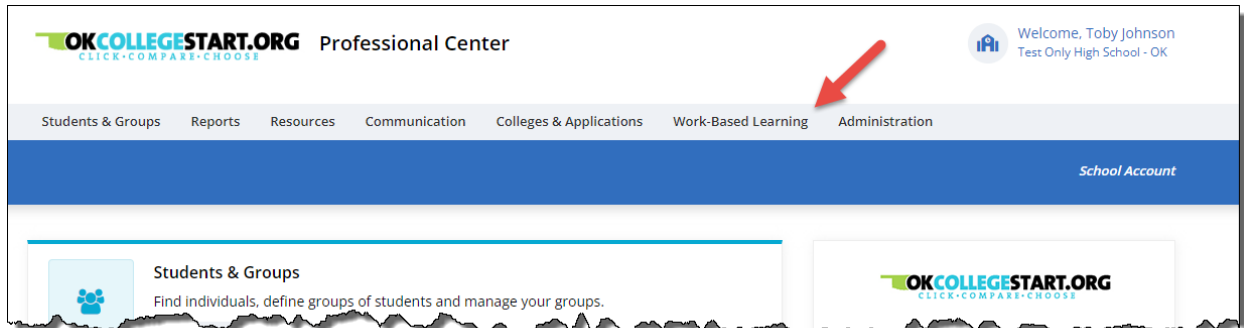 OKCOLLEGESTART.ORG Professional Center
CLICK•COMPARE•CHOOSE
Welcome, Toby Johnson
Test Only High School - OK
Students & Groups Reports Resources Communication Colleges & Applications Work-Based Learning Administration
School Account
Students & Groups
Find individuals, define groups of students and manage your groups.
OKCOLLEGESTART.ORG
CLICK•COMPARE•CHOOSE